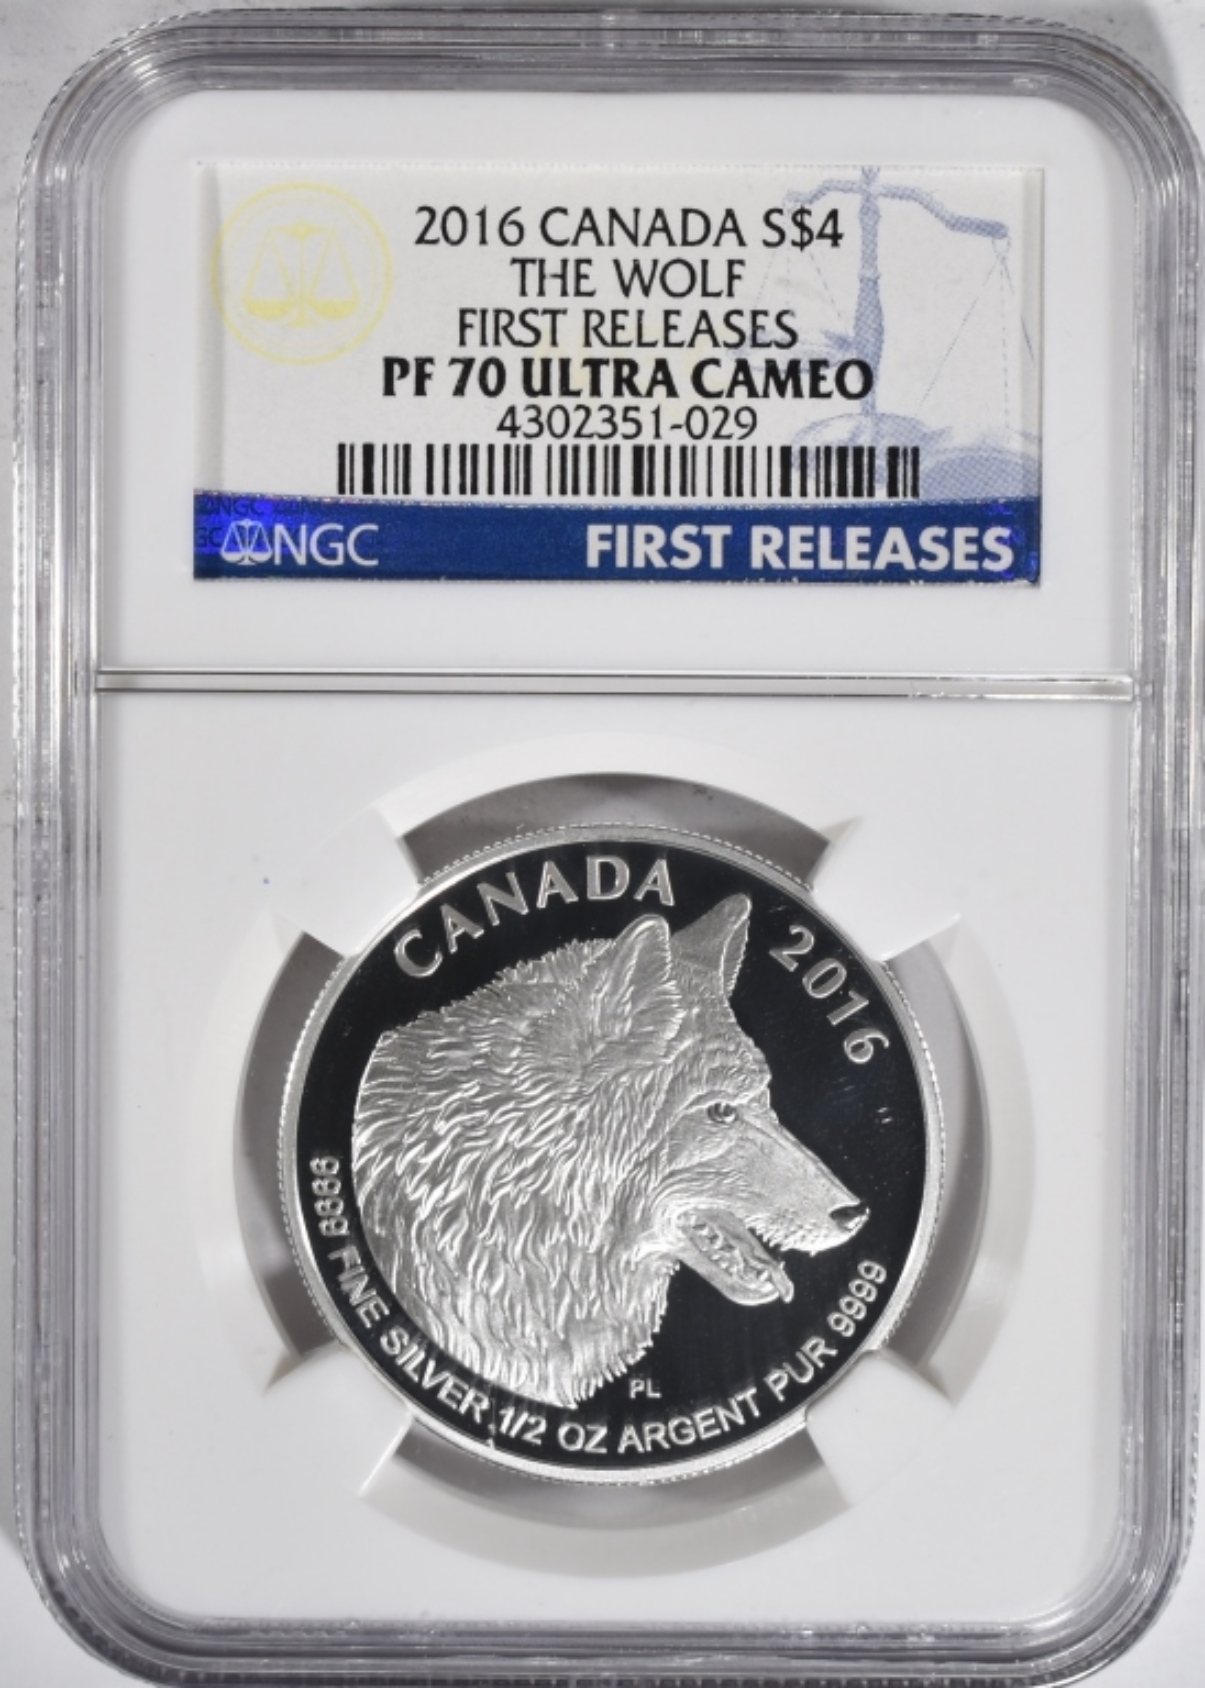 2016 CANADA S$4
THE WOLF
FIRST RELEASES
PF 70 ULTRA CAMEO
4302351-029
NGC FIRST RELEASES
CANADA 2016
PL
9999 FINE SILVER 1/2 OZ ARGENT PUR 9999